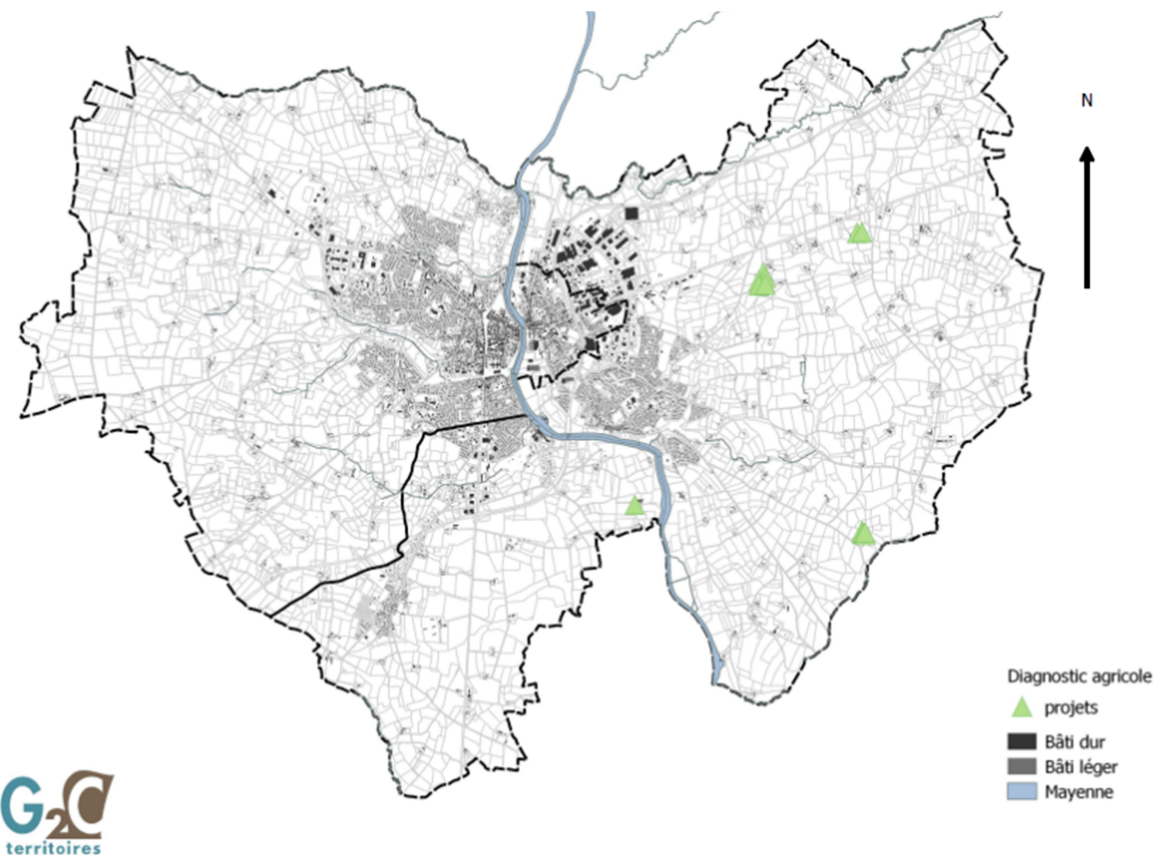 N
Diagnostic agricole
projets
Bâti dur
Bâti léger
Mayenne
G2C
territoires